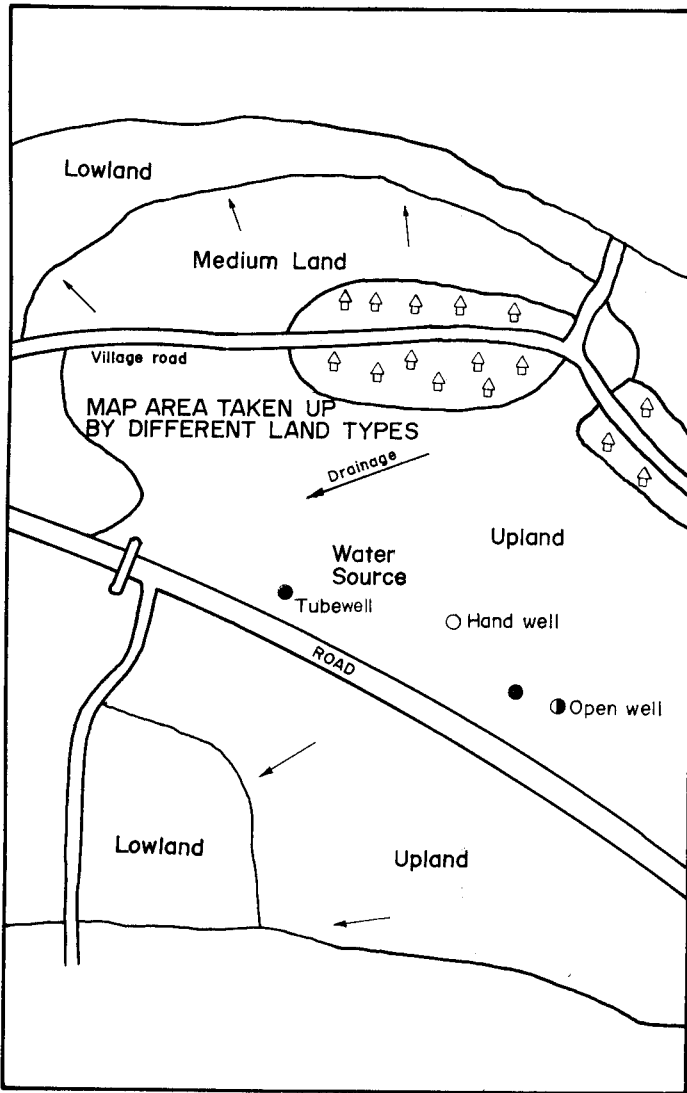 Lowland
Medium Land
Village road
MAP AREA TAKEN UP
BY DIFFERENT LAND TYPES
Drainage
Upland
Water
Source
Tubewell
Hand well
ROAD
Open well
Lowland
Upland